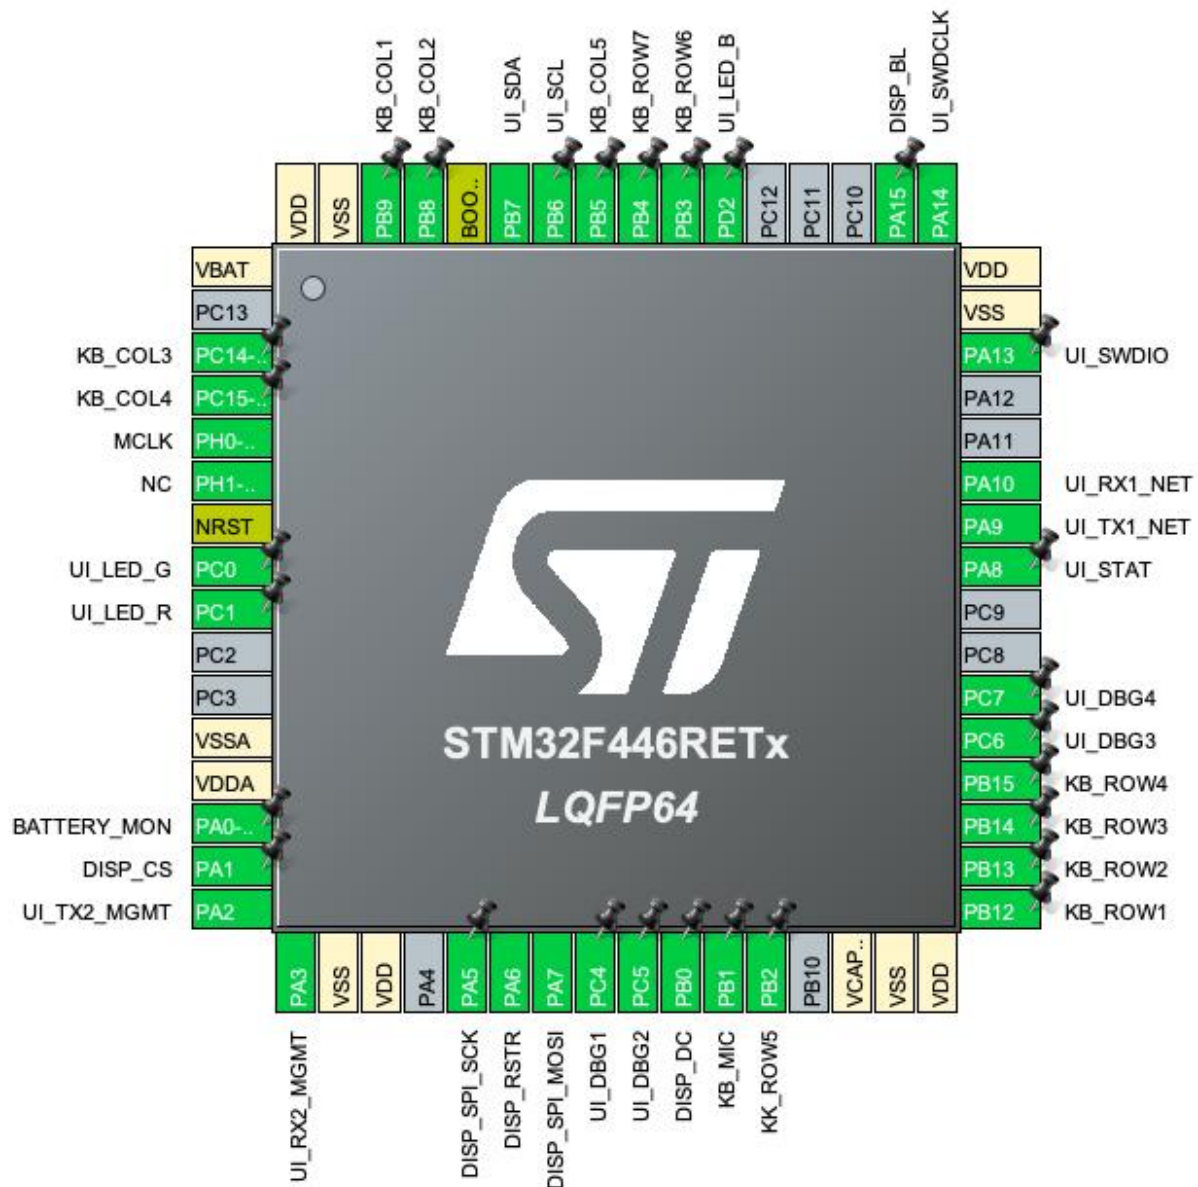 KB_COL1
KB_COL2
UI_SDA
UI_SCL
KB_COL5
KB_ROW7
KB_ROW6
UI_LED_B
DISP_BL
UI_SWDCLK
VDD
VSS
PB9
PB8
BOO..
PB7
PB6
PB5
PB4
PB3
PD2
PC12
PC11
PC10
PA15
PA14
VBAT
PC13
KB_COL3 PC14-..
KB_COL4 PC15-..
MCLK PH0-..
NC PH1-..
NRST
UI_LED_G PC0
UI_LED_R PC1
PC2
PC3
VSSA
VDDA
BATTERY_MON PA0-..
DISP_CS PA1
UI_TX2_MGMT PA2
ST
STM32F446RETx
LQFP64
VDD
VSS
PA13 UI_SWDIO
PA12
PA11
PA10 UI_RX1_NET
PA9 UI_TX1_NET
PA8 UI_STAT
PC9
PC8
PC7 UI_DBG4
PC6 UI_DBG3
PB15 KB_ROW4
PB14 KB_ROW3
PB13 KB_ROW2
PB12 KB_ROW1
PA3
VSS
VDD
PA4
PA5
PA6
PA7
PC4
PC5
PB0
PB1
PB2
PB10
VCAP..
VSS
VDD
UI_RX2_MGMT
DISP_SPI_SCK
DISP_RSTR
DISP_SPI_MOSI
UI_DBG1
UI_DBG2
DISP_DC
KB_MIC
KK_ROW5